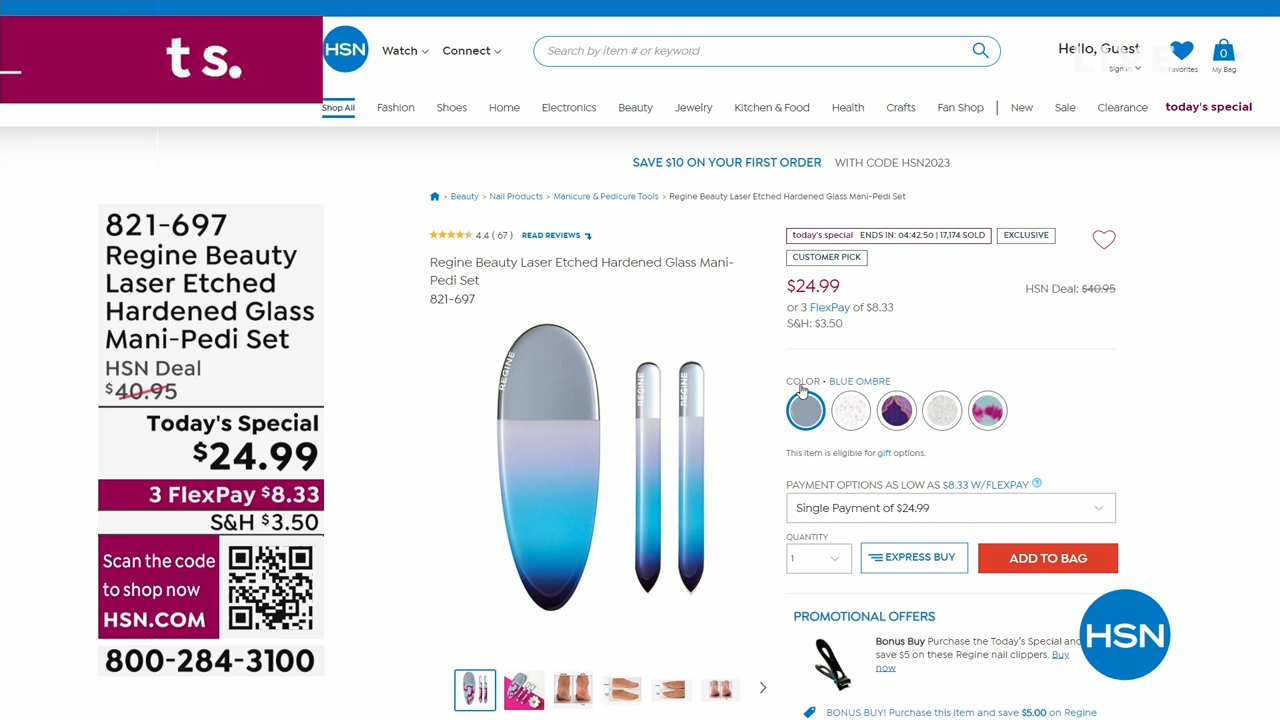 t s.
HSN
Watch
Connect
Search by item # or keyword
Hello, Guest
Sign in
Favorites
0
My Bag
LIVE
Shop All
Fashion
Shoes
Home
Electronics
Beauty
Jewelry
Kitchen & Food
Health
Crafts
Fan Shop
New
Sale
Clearance
today's special
SAVE $10 ON YOUR FIRST ORDER WITH CODE HSN2023
> Beauty > Nail Products > Manicure & Pedicure Tools > Regine Beauty Laser Etched Hardened Glass Mani-Pedi Set
821-697
Regine Beauty
Laser Etched
Hardened Glass
Mani-Pedi Set
HSN Deal
$40.95
Today's Special
$24.99
3 FlexPay $8.33
S&H $3.50
Scan the code
to shop now
HSN.COM
800-284-3100
4.4 ( 67 ) READ REVIEWS
Regine Beauty Laser Etched Hardened Glass Mani-
Pedi Set
821-697
REGINE
REGINE
REGINE
today's special ENDS IN: 04:42:50 | 17,174 SOLD
EXCLUSIVE
CUSTOMER PICK
$24.99
HSN Deal: $40.95
or 3 FlexPay of $8.33
S&H: $3.50
COLOR • BLUE OMBRE
This item is eligible for gift options.
PAYMENT OPTIONS AS LOW AS $8.33 W/FLEXPAY ?
Single Payment of $24.99
QUANTITY
1
EXPRESS BUY
ADD TO BAG
PROMOTIONAL OFFERS
Bonus Buy Purchase the Today's Special and
save $5 on these Regine nail clippers. Buy
now
HSN
BONUS BUY! Purchase this item and save $5.00 on Regine